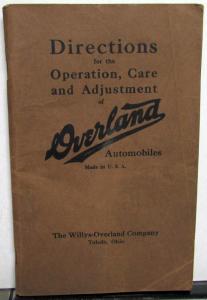 Directions
for the
Operation, Care
and Adjustment
of
Overland
Automobiles
Made in U.S.A.
The Willys-Overland Company
Toledo, Ohio